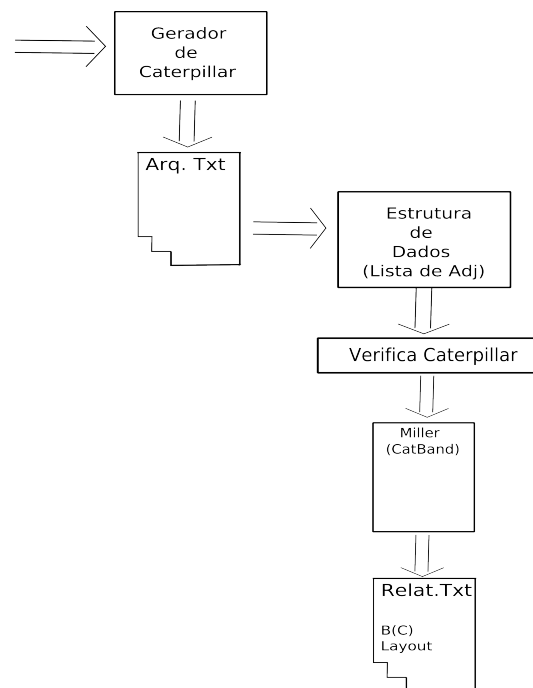 Gerador
de
Caterpillar
Arq. Txt
Estrutura
de
Dados
(Lista de Adj)
Verifica Caterpillar
Miller
(CatBand)
Relat.Txt
B(C)
Layout